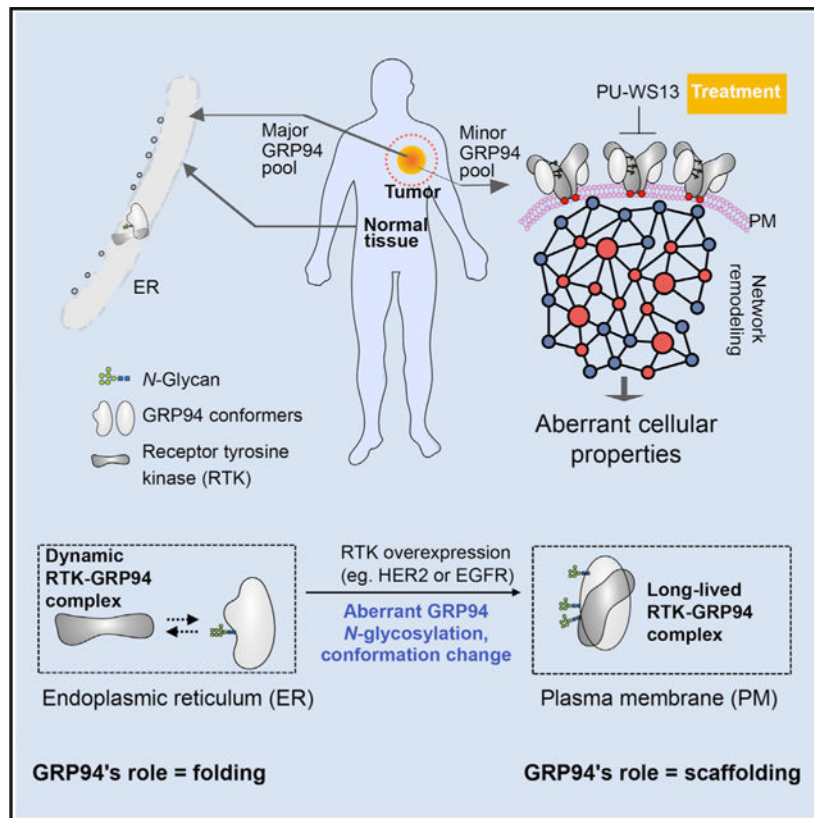 PU-WS13
Treatment
Major
GRP94
pool
Minor
GRP94
pool
Tumor
Normal
tissue
PM
ER
Network
remodeling
N-Glycan
GRP94 conformers
Receptor tyrosine
kinase (RTK)
Aberrant cellular
properties
Dynamic
RTK-GRP94
complex
RTK overexpression
(eg. HER2 or EGFR)
Aberrant GRP94
N-glycosylation,
conformation change
Long-lived
RTK-GRP94
complex
Endoplasmic reticulum (ER)
Plasma membrane (PM)
GRP94's role = folding
GRP94's role = scaffolding